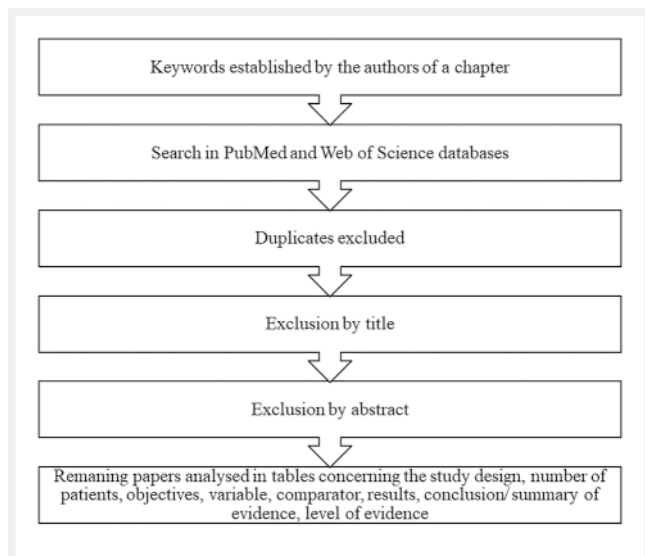 Keywords established by the authors of a chapter
Search in PubMed and Web of Science databases
Duplicates excluded
Exclusion by title
Exclusion by abstract
Remaning papers analysed in tables concerning the study design, number of
patients, objectives, variable, comparator, results, conclusion/ summary of
evidence, level of evidence